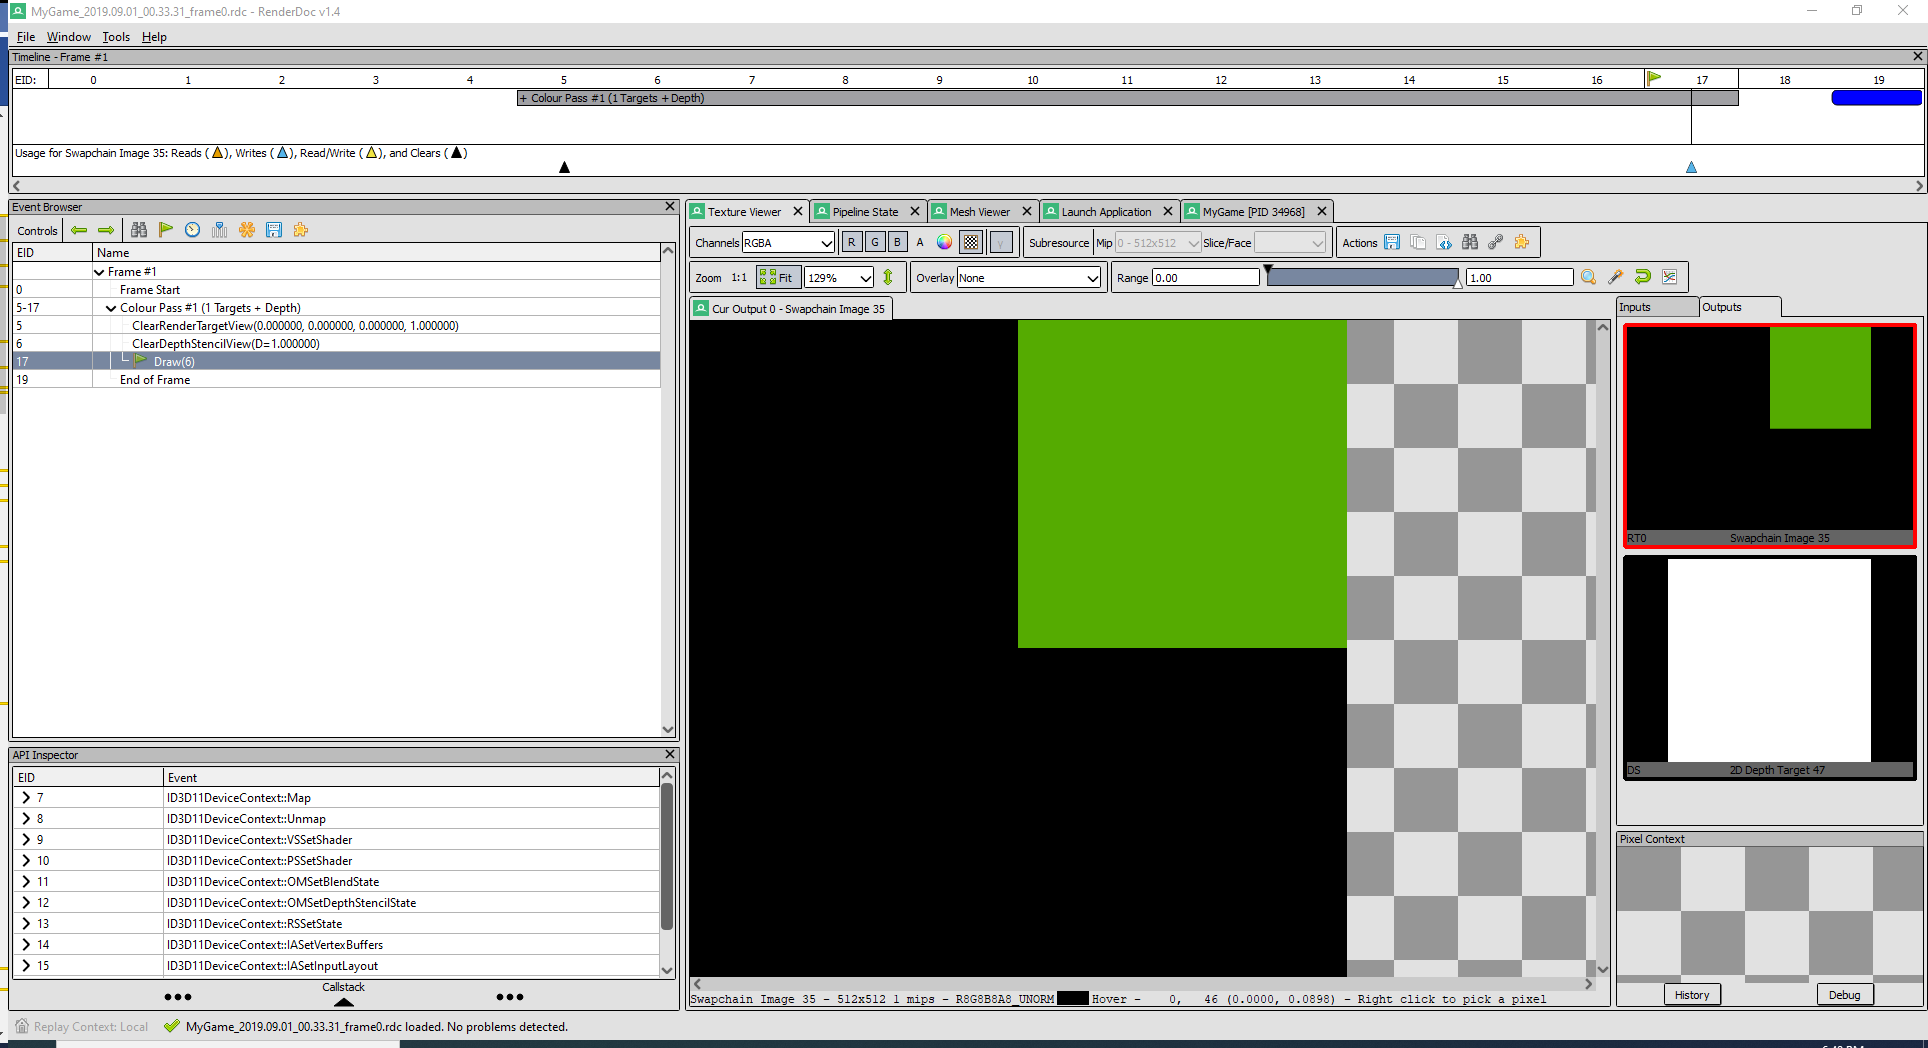 MyGame_2019.09.01_00.33.31_frame0.rdc - RenderDoc v1.4
File Window Tools Help
Timeline - Frame #1
EID: 0 1 2 3 4 5 6 7 8 9 10 11 12 13 14 15 16 17 18 19
+ Colour Pass #1 (1 Targets + Depth)
Usage for Swapchain Image 35: Reads ( ), Writes ( ), Read/Write ( ), and Clears ( )
Event Browser
Controls
EID Name
Frame #1
0 Frame Start
5-17 Colour Pass #1 (1 Targets + Depth)
5 ClearRenderTargetView(0.000000, 0.000000, 0.000000, 1.000000)
6 ClearDepthStencilView(D=1.000000)
17 Draw(6)
19 End of Frame
API Inspector
EID Event
7 ID3D11DeviceContext::Map
8 ID3D11DeviceContext::Unmap
9 ID3D11DeviceContext::VSSetShader
10 ID3D11DeviceContext::PSSetShader
11 ID3D11DeviceContext::OMSetBlendState
12 ID3D11DeviceContext::OMSetDepthStencilState
13 ID3D11DeviceContext::RSSetState
14 ID3D11DeviceContext::IASetVertexBuffers
15 ID3D11DeviceContext::IASetInputLayout
Callstack
Texture Viewer Pipeline State Mesh Viewer Launch Application MyGame [PID 34968]
Channels RGBA R G B A γ Subresource Mip 0 - 512x512 Slice/Face Actions
Zoom 1:1 Fit 129% Overlay None Range 0.00 1.00
Cur Output 0 - Swapchain Image 35
Inputs Outputs
RT0 Swapchain Image 35
DS 2D Depth Target 47
Pixel Context
History Debug
Swapchain Image 35 - 512x512 1 mips - R8G8B8A8_UNORM Hover - 0, 46 (0.0000, 0.0898) - Right click to pick a pixel
Replay Context: Local MyGame_2019.09.01_00.33.31_frame0.rdc loaded. No problems detected.